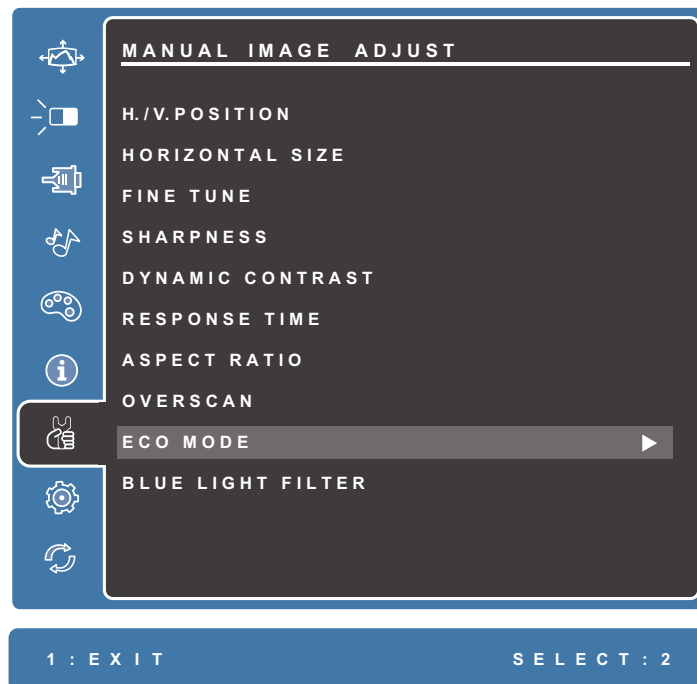 MANUAL IMAGE ADJUST
H./V.POSITION
HORIZONTAL SIZE
FINE TUNE
SHARPNESS
DYNAMIC CONTRAST
RESPONSE TIME
ASPECT RATIO
OVERSCAN
ECO MODE
BLUE LIGHT FILTER
1:EXIT SELECT:2